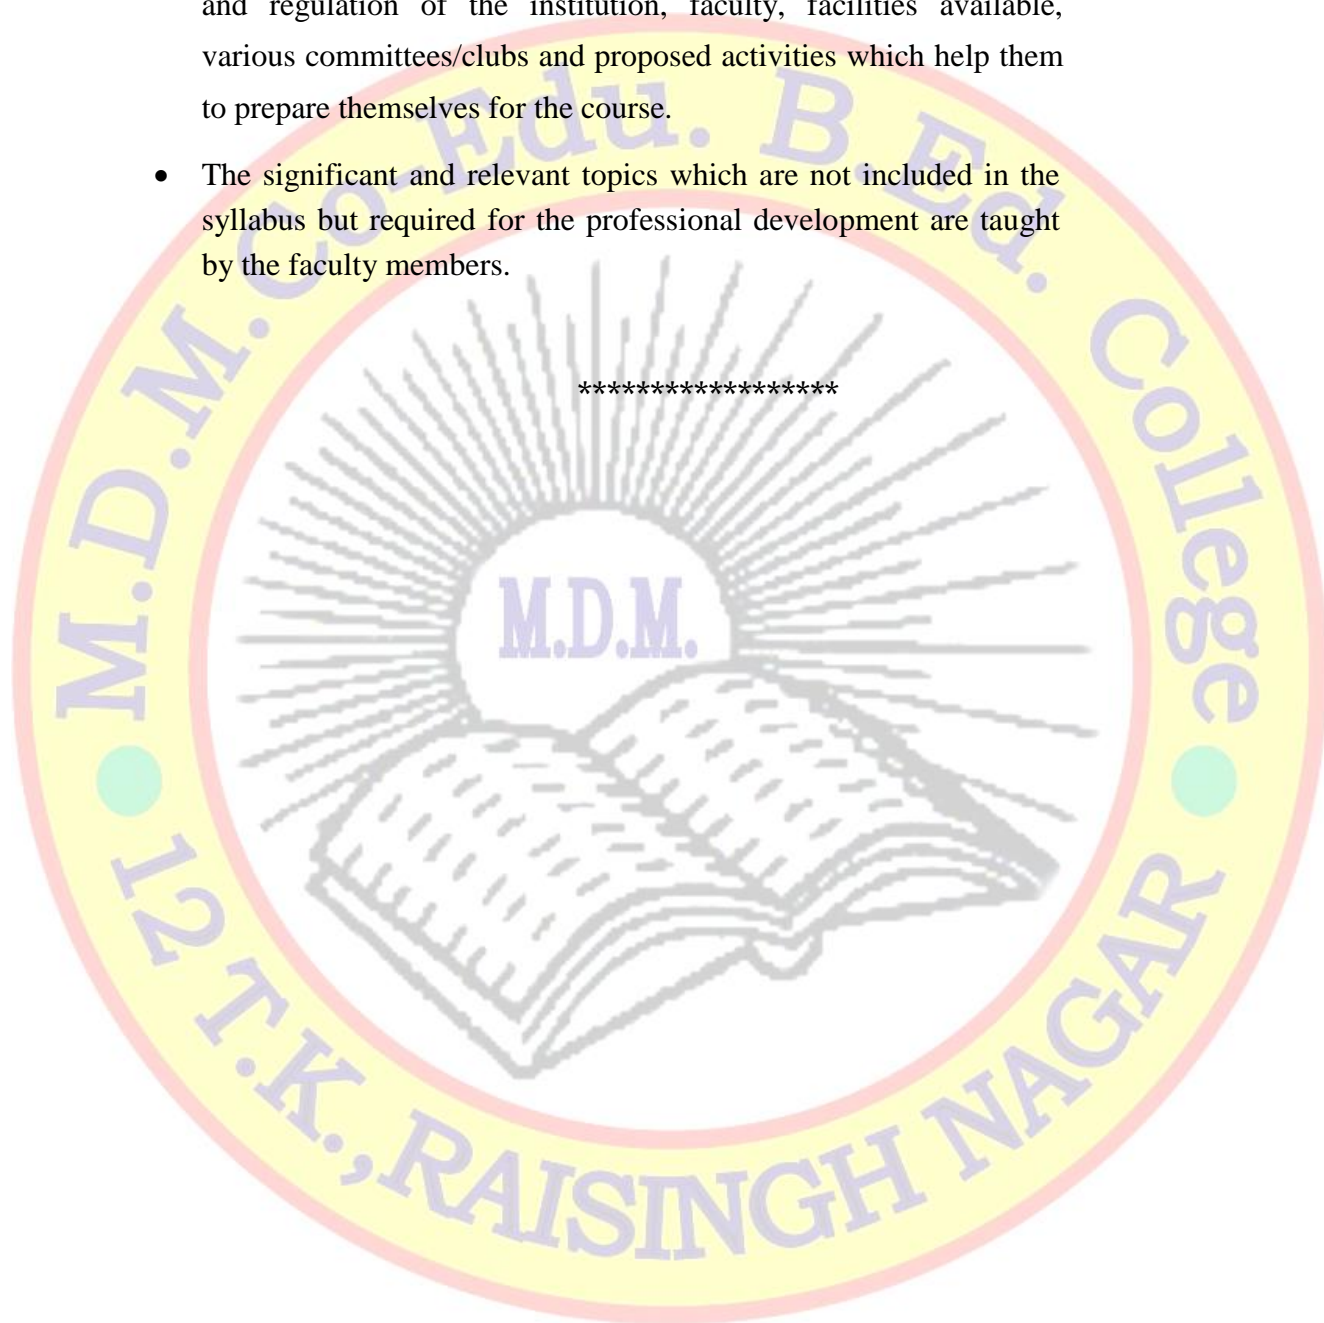 and regulation of the institution, faculty, facilities available,
various committees/clubs and proposed activities which help them
to prepare themselves for the course.
• The significant and relevant topics which are not included in the
syllabus but required for the professional development are taught
by the faculty members.
******************
M.D.M. Co-Edu. B.Ed. College
M.D.M.
12 T.K., RAISINGH NAGAR